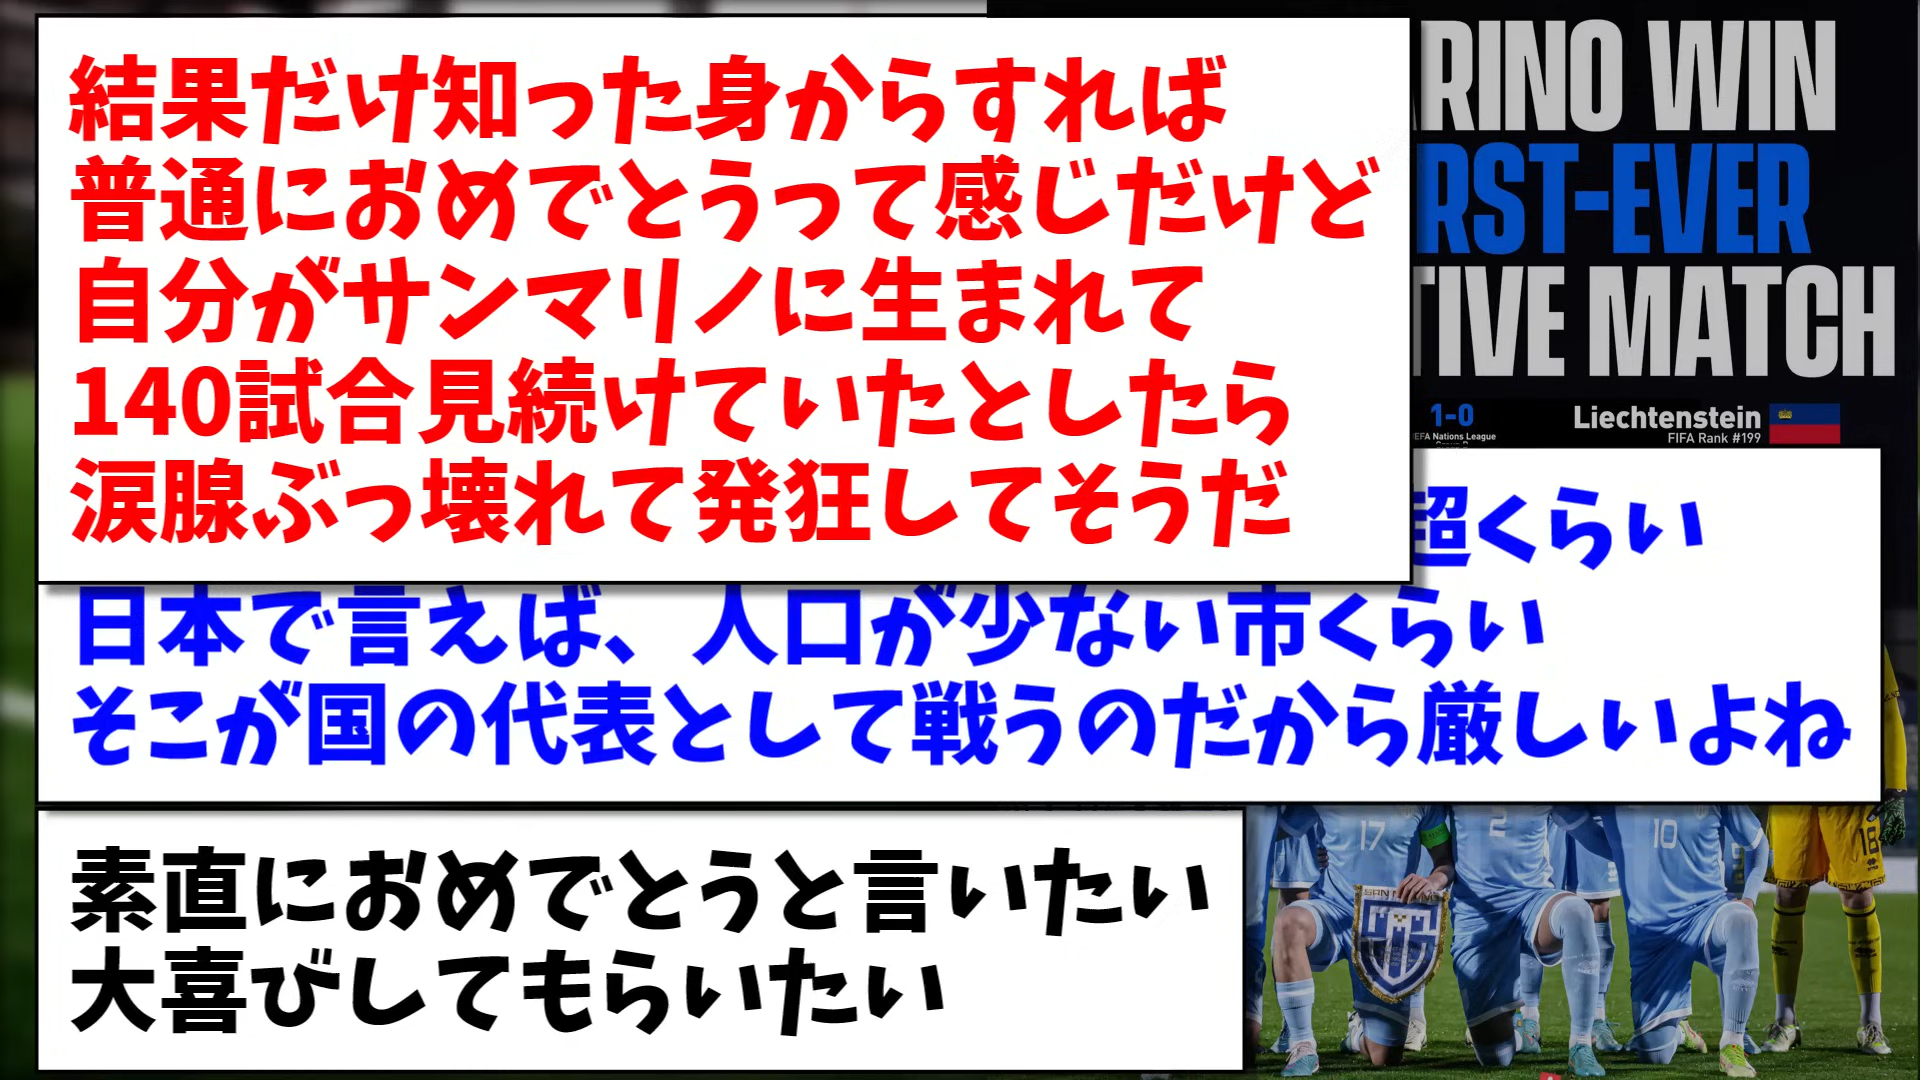 結果だけ知った身からすれば
普通におめでとうって感じだけど
自分がサンマリノに生まれて
140試合見続けていたとしたら
涙腺ぶっ壊れて発狂してそうだ
超くらい
日本で言えば、人口が少ない市くらい
そこが国の代表として戦うのだから厳しいよね
素直におめでとうと言いたい
大喜びしてもらいたい
ARINO WIN
RST-EVER
TIVE MATCH
1-0
Liechtenstein
EFA Nations League
FIFA Rank #199
17
2
10
18
SAN MARINO